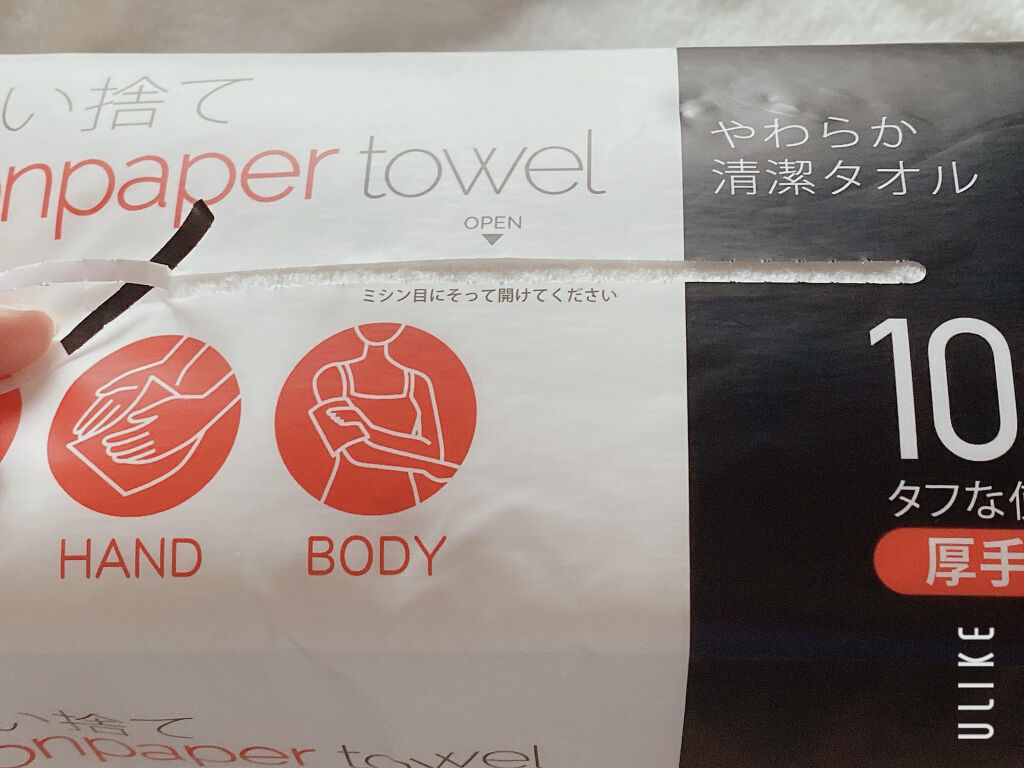 い捨て
onpaper towel
OPEN
ミシン目にそって開けてください
HAND
BODY
やわらか
清潔タオル
10
タフな
厚手
い捨て
onpaper towel
ULIKE